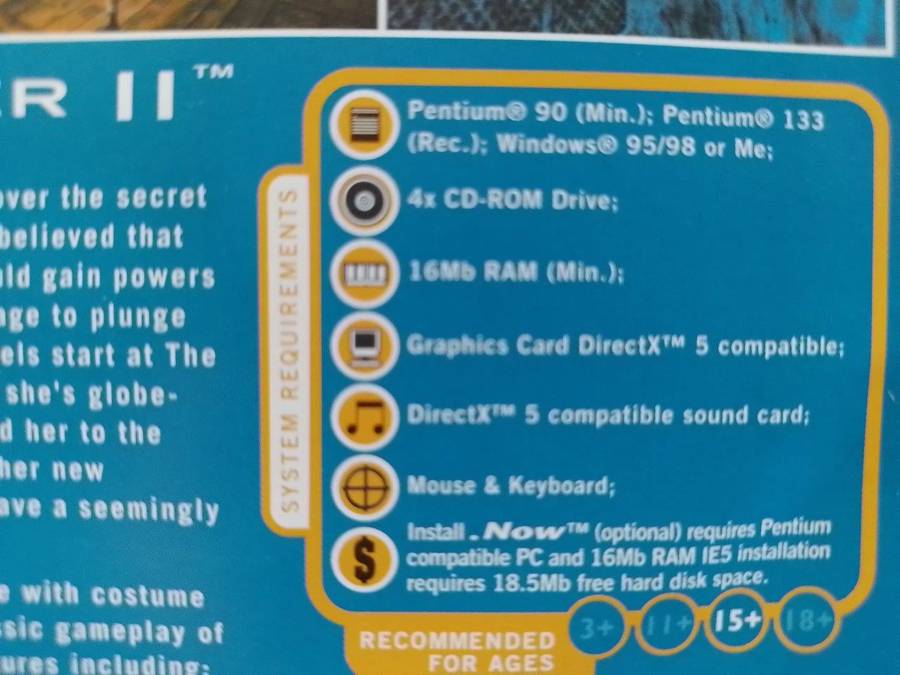 ER II™
over the secret
believed that
uld gain powers
nge to plunge
els start at The
she's globe-
d her to the
her new
ave a seemingly
e with costume
ssic gameplay of
ures including:
SYSTEM REQUIREMENTS
Pentium® 90 (Min.); Pentium® 133
(Rec.); Windows® 95/98 or Me;
4x CD-ROM Drive;
16Mb RAM (Min.);
Graphics Card DirectX™ 5 compatible;
DirectX™ 5 compatible sound card;
Mouse & Keyboard;
$
Install.Now™ (optional) requires Pentium
compatible PC and 16Mb RAM IE5 installation
requires 18.5Mb free hard disk space.
RECOMMENDED
FOR AGES
3+ 11+ 15+ 18+